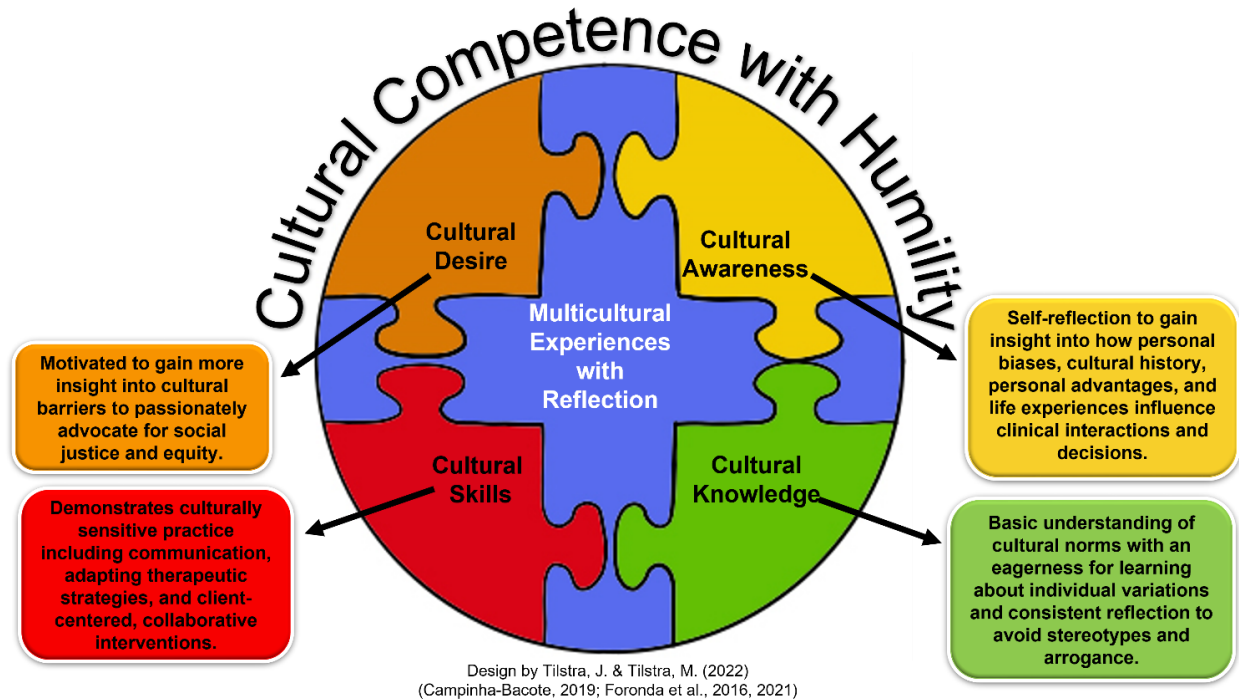 Cultural Competence with Humility
Cultural
Desire
Cultural
Awareness
Multicultural
Experiences
with
Reflection
Cultural
Skills
Cultural
Knowledge
Motivated to gain more
insight into cultural
barriers to passionately
advocate for social
justice and equity.
Self-reflection to gain
insight into how personal
biases, cultural history,
personal advantages, and
life experiences influence
clinical interactions and
decisions.
Demonstrates culturally
sensitive practice
including communication,
adapting therapeutic
strategies, and client-
centered, collaborative
interventions.
Basic understanding of
cultural norms with an
eagerness for learning
about individual variations
and consistent reflection to
avoid stereotypes and
arrogance.
Design by Tilstra, J. & Tilstra, M. (2022)
(Campinha-Bacote, 2019; Foronda et al., 2016, 2021)